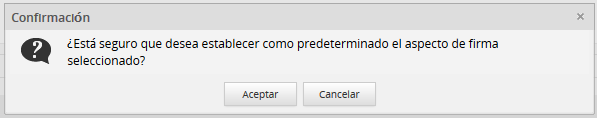 Confirmación
¿Está seguro que desea establecer como predeterminado el aspecto de firma
seleccionado?
Aceptar
Cancelar